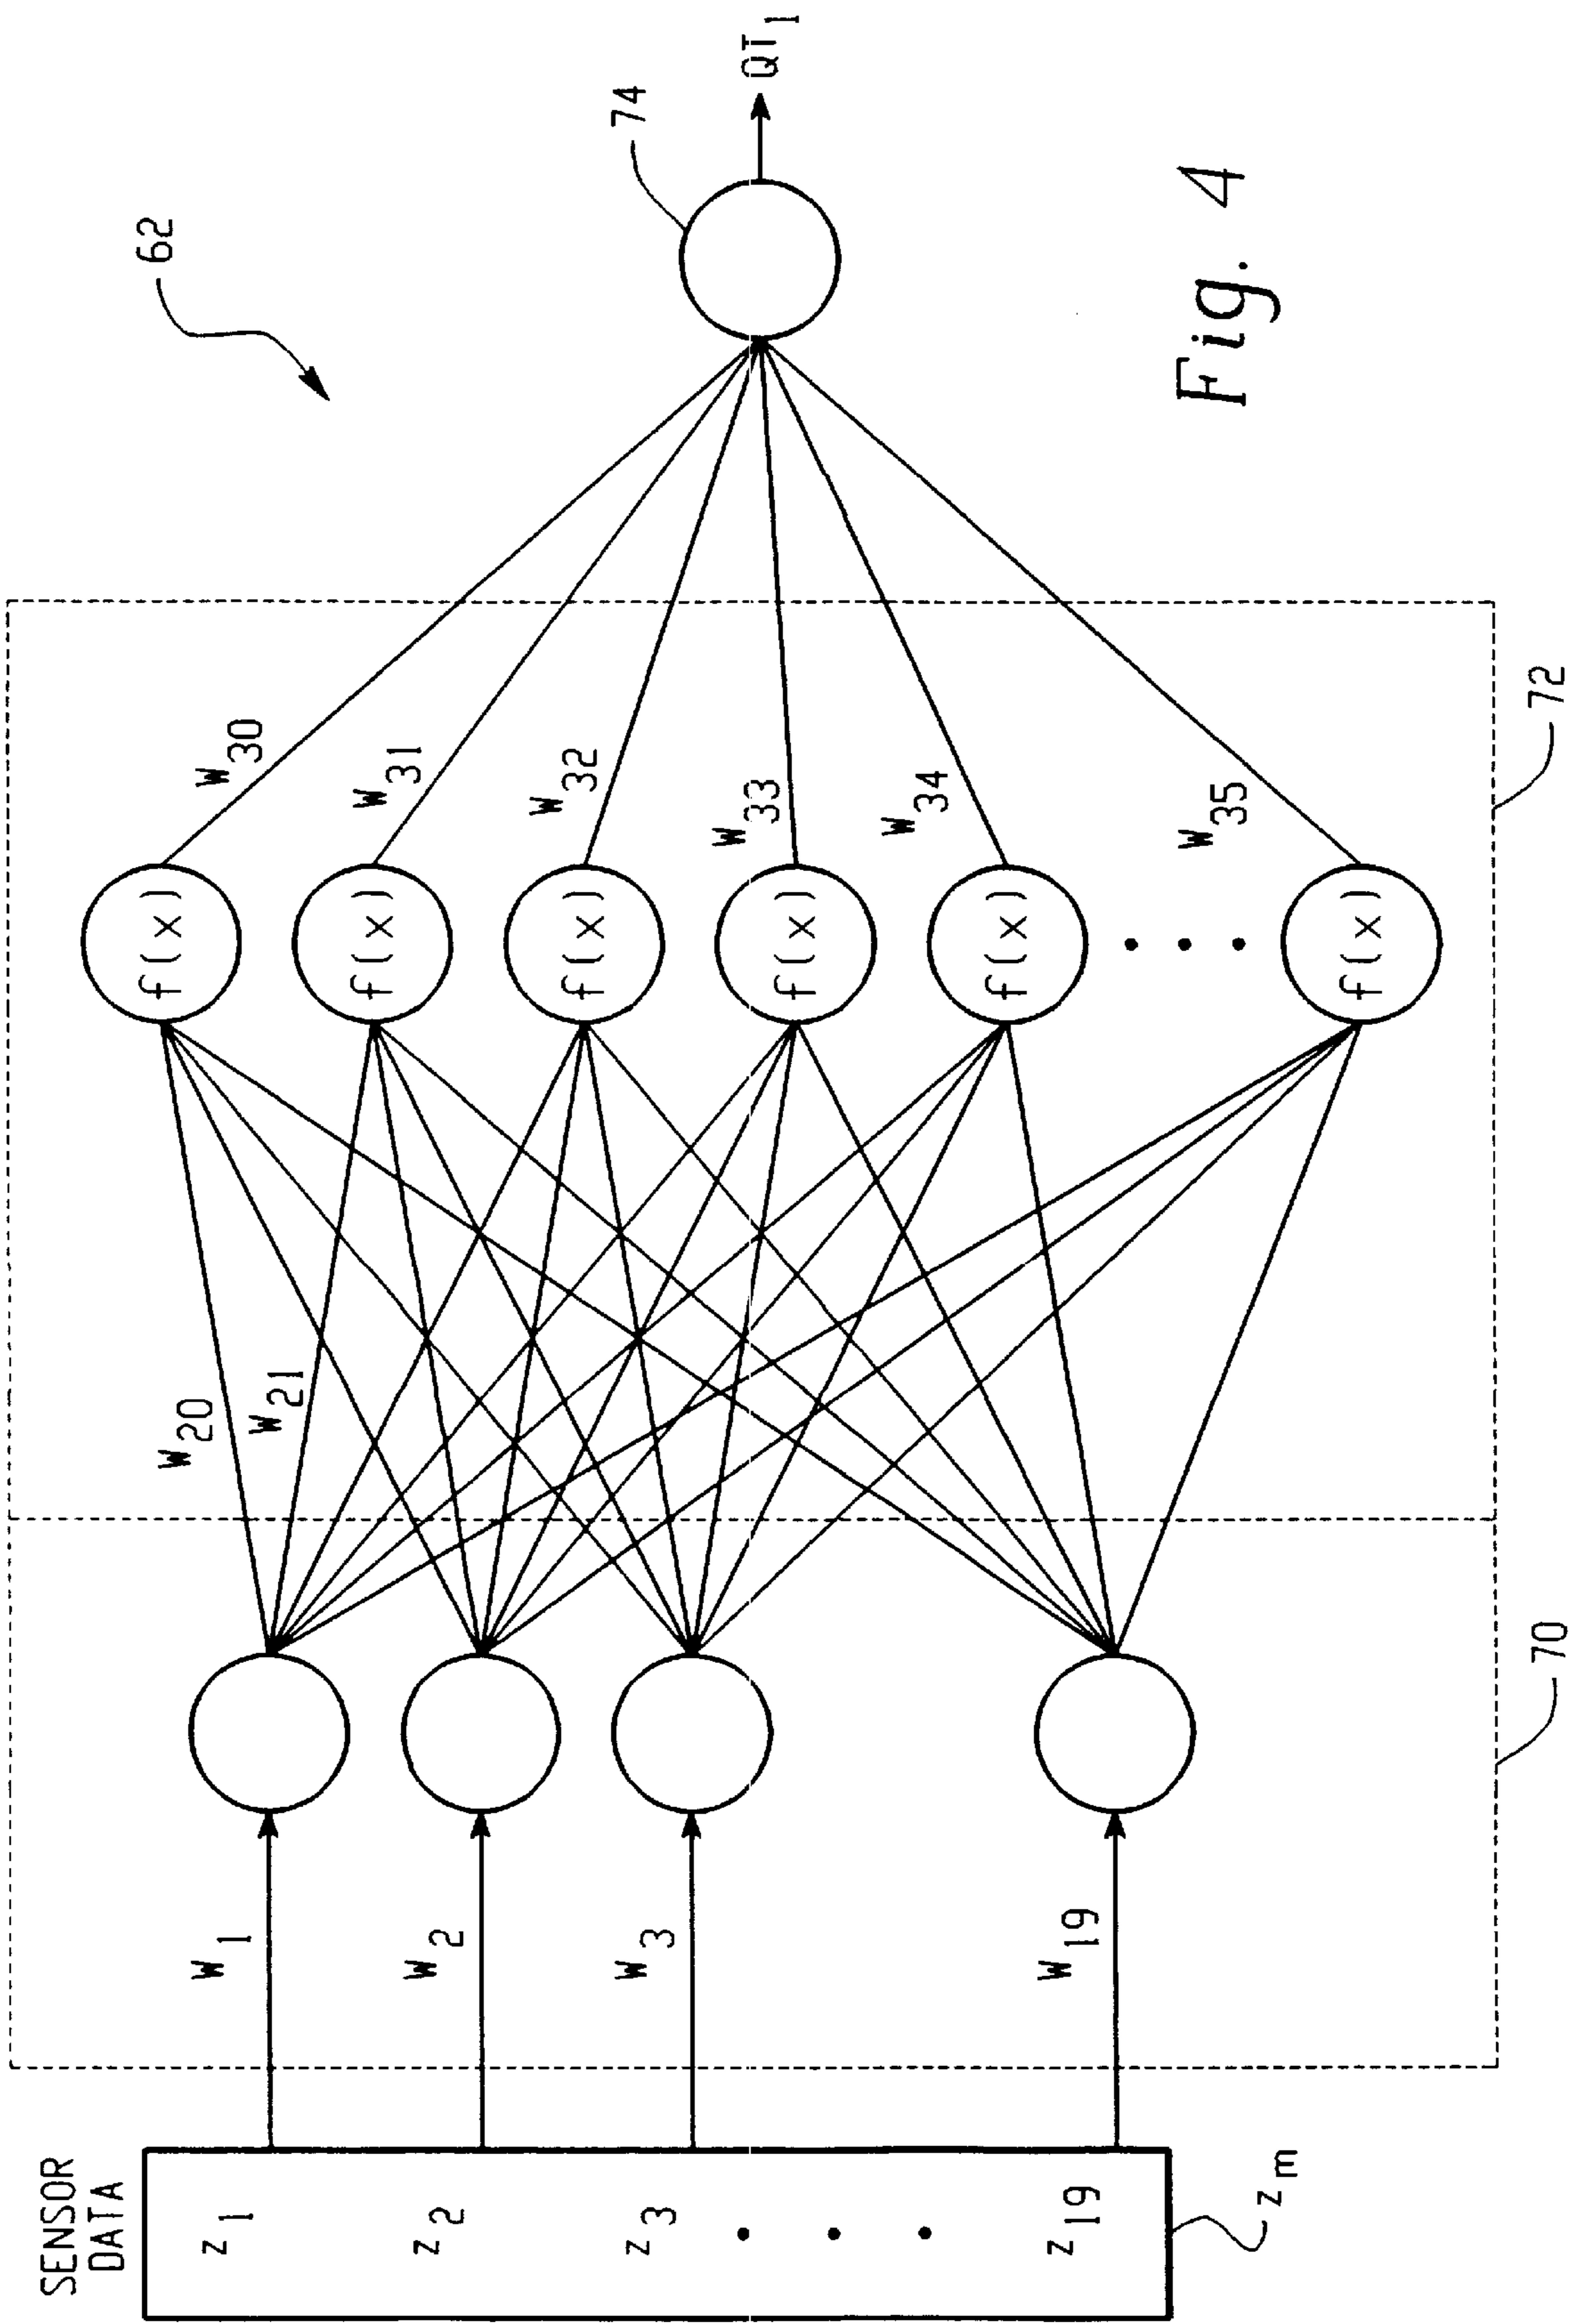 SENSOR
DATA
z1
z2
z3
z19
zm
w1
w2
w3
w19
70
w20
w21
f(x)
f(x)
f(x)
f(x)
f(x)
f(x)
w30
w31
w32
w33
w34
w35
72
62
74
QT1
Fig. 4